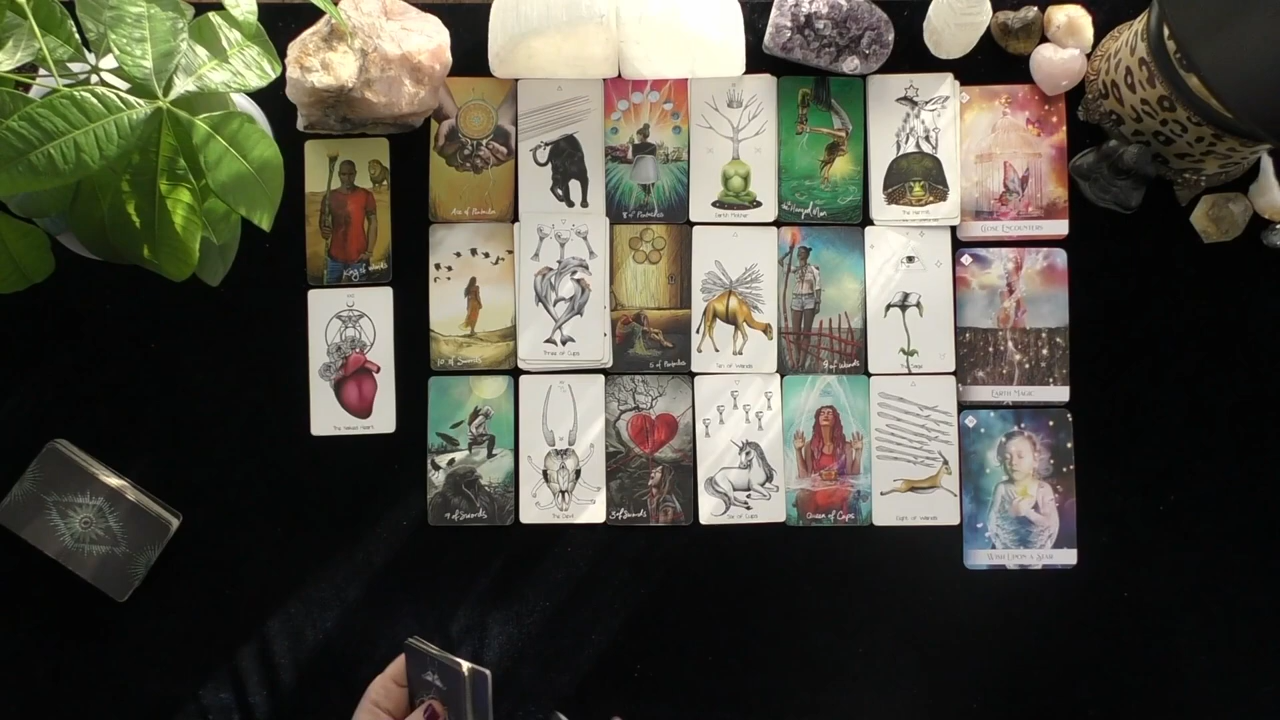 King of Wands
The Naked Heart
Ace of Pentacles
8 of Pentacles
Earth Mother
the Hanged Man
The Hermit
CLOSE ENCOUNTERS
10 of Swords
Three of Cups
5 of Pentacles
Ten of Wands
9 of Wands
The Sage
EARTH MAGIC
7 of Swords
The Devil
3 of Swords
Six of Cups
Queen of Cups
Eight of Wands
WISH UPON A STAR